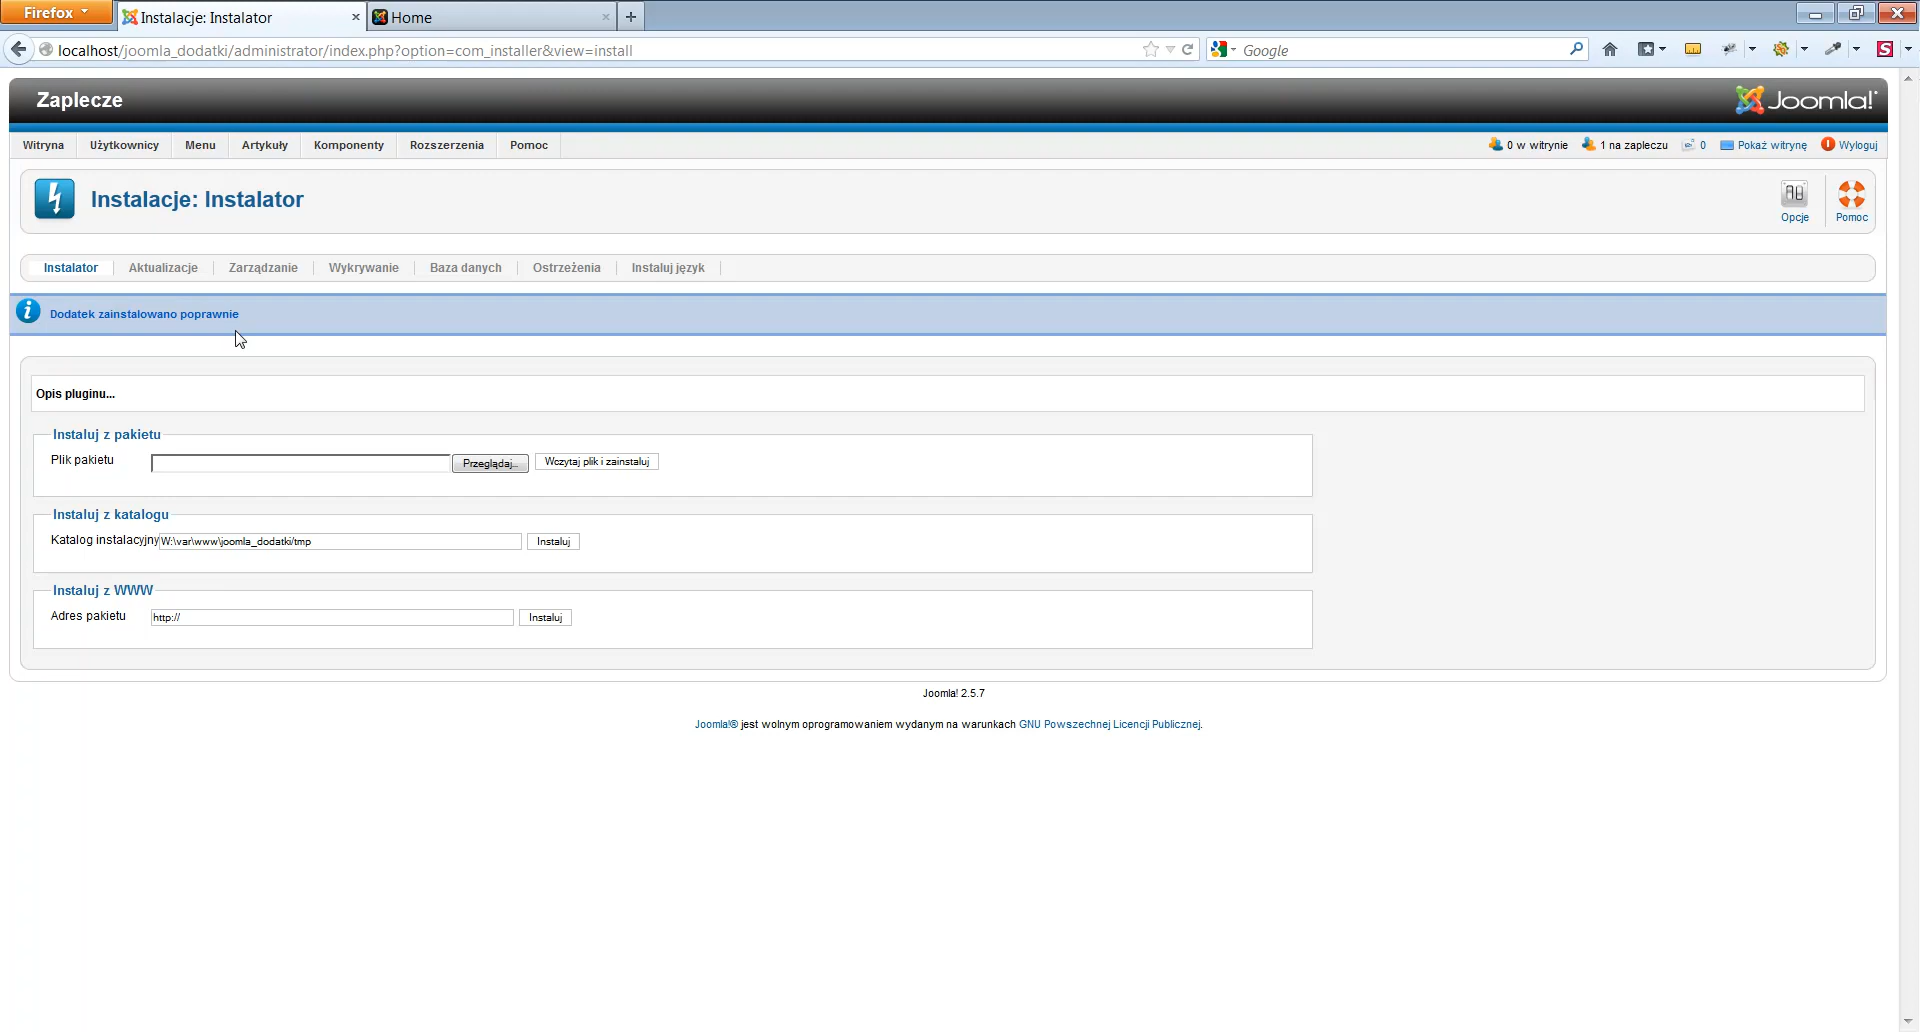 Firefox
Instalacje: Instalator
Home
localhost/joomla_dodatki/administrator/index.php?option=com_installer&view=install
Google
Zaplecze
Joomla!
Witryna
Użytkownicy
Menu
Artykuły
Komponenty
Rozszerzenia
Pomoc
0 w witrynie
1 na zapleczu
0
Pokaż witrynę
Wyloguj
Instalacje: Instalator
Opcje
Pomoc
Instalator
Aktualizacje
Zarządzanie
Wykrywanie
Baza danych
Ostrzeżenia
Instaluj język
Dodatek zainstalowano poprawnie
Opis pluginu...
Instaluj z pakietu
Plik pakietu
Przeglądaj...
Wczytaj plik i zainstaluj
Instaluj z katalogu
Katalog instalacyjny
W:\var\www\joomla_dodatki/tmp
Instaluj
Instaluj z WWW
Adres pakietu
http://
Instaluj
Joomla! 2.5.7
Joomla!® jest wolnym oprogramowaniem wydanym na warunkach GNU Powszechnej Licencji Publicznej.